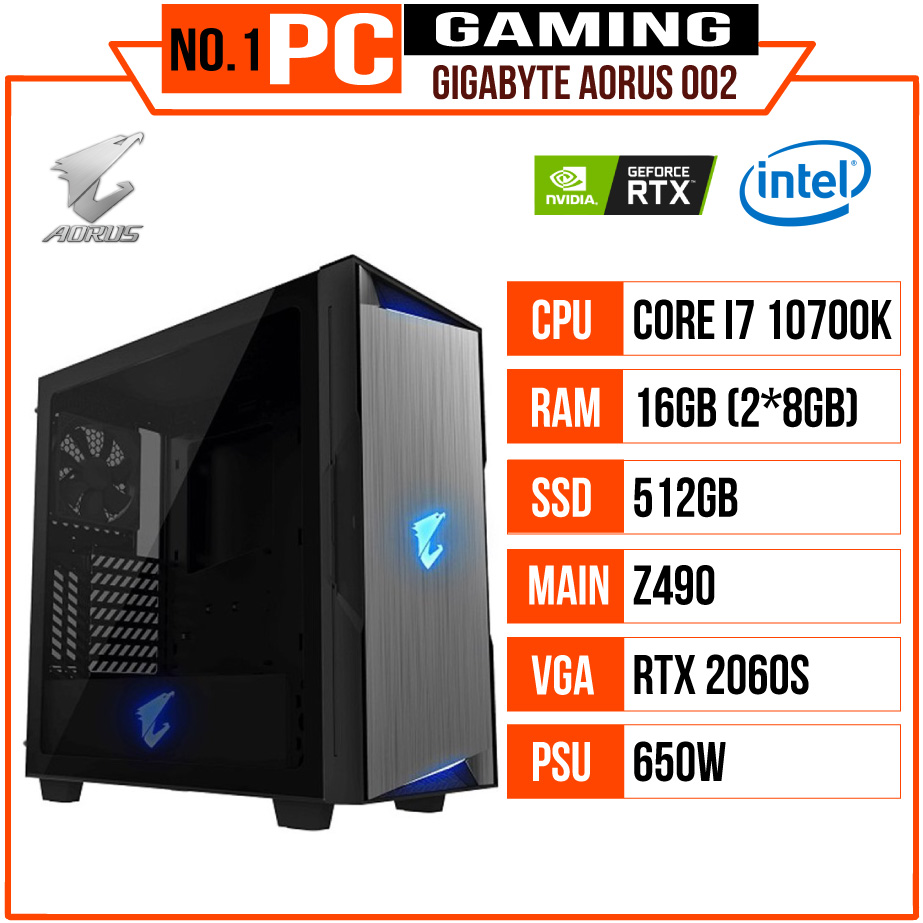 NO.1 PC GAMING
GIGABYTE AORUS 002
AORUS
NVIDIA. GEFORCE RTX™
intel®
CPU CORE I7 10700K
RAM 16GB (2*8GB)
SSD 512GB
MAIN Z490
VGA RTX 2060S
PSU 650W